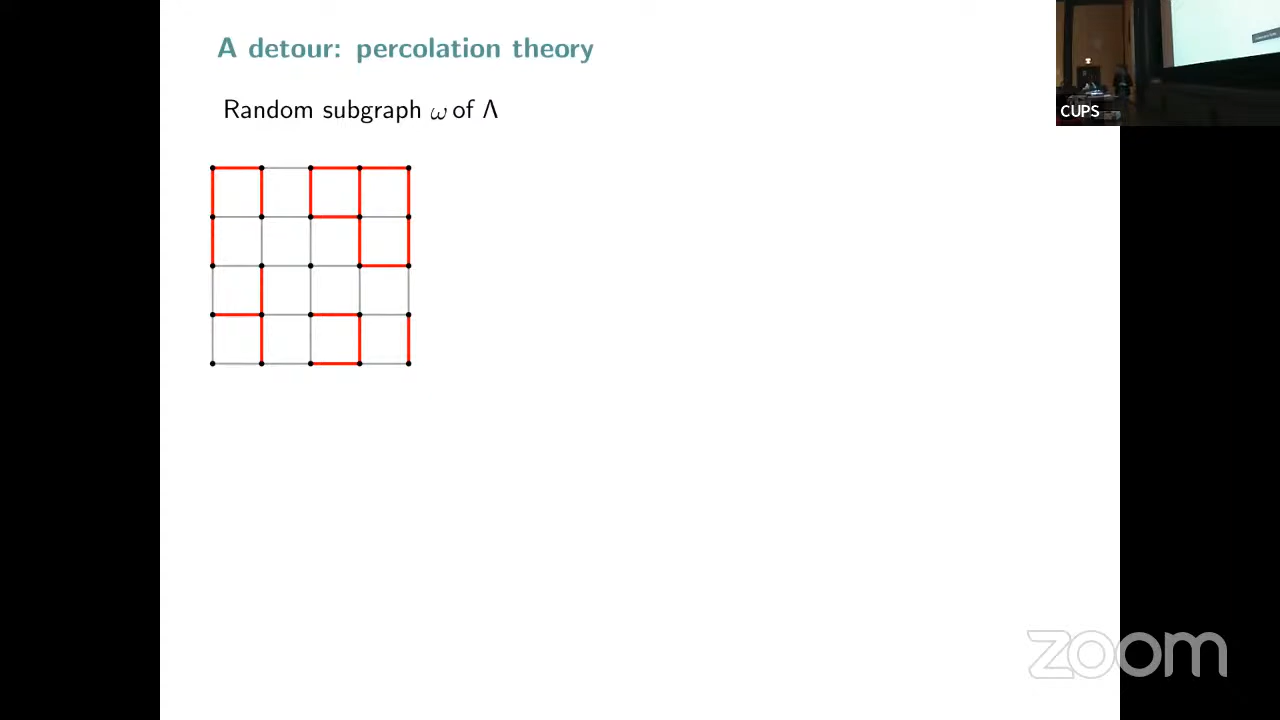 A detour: percolation theory
Random subgraph ω of Λ
CUPS
zoom